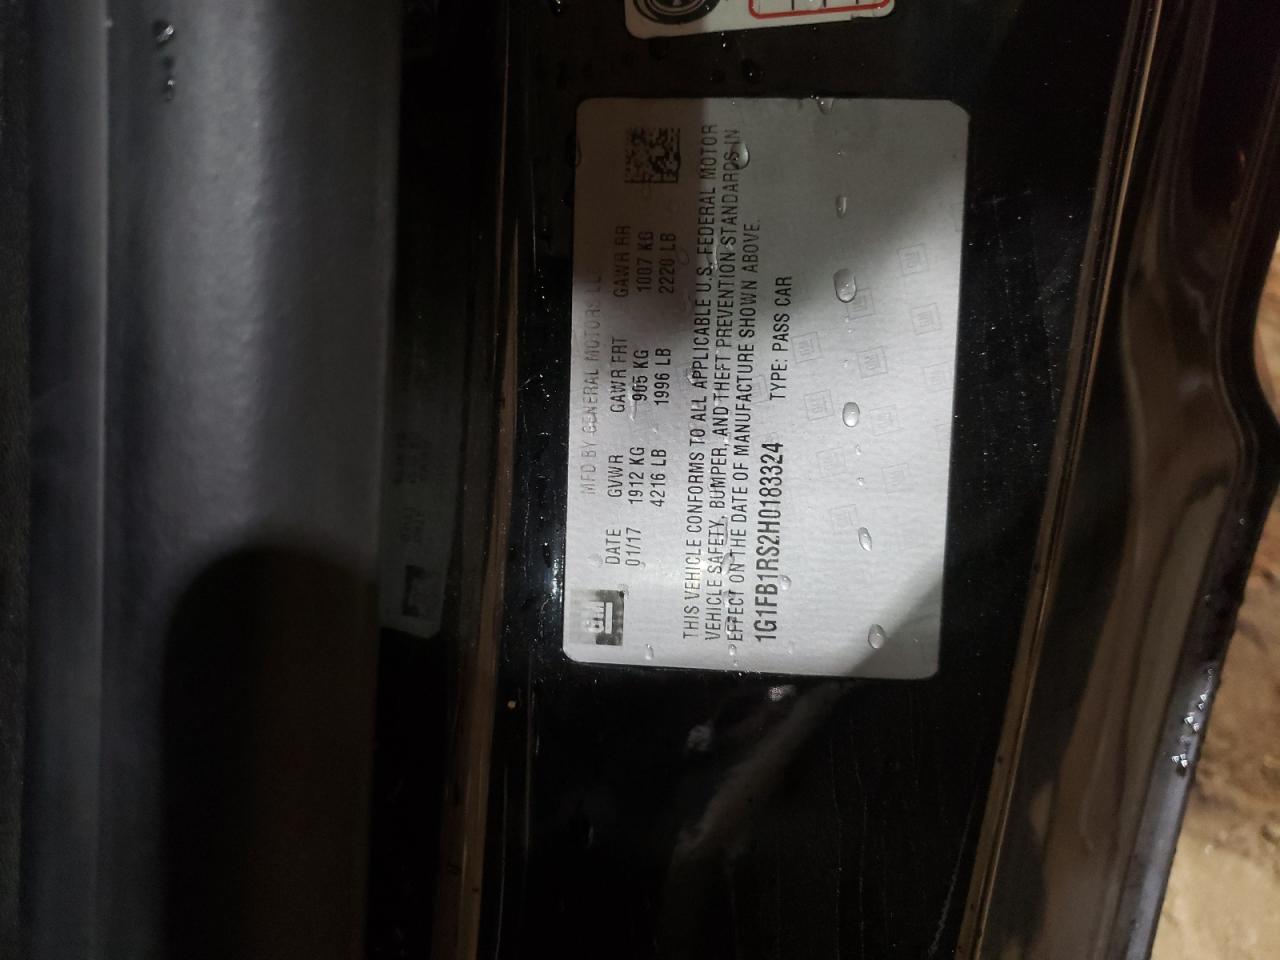 GM
MFD BY GENERAL MOTORS LLC
DATE GVWR GAWR FRT GAWR RR
01/17 1912 KG 905 KG 1007 KG
4216 LB 1996 LB 2220 LB
THIS VEHICLE CONFORMS TO ALL APPLICABLE U.S. FEDERAL MOTOR
VEHICLE SAFETY, BUMPER, AND THEFT PREVENTION STANDARDS IN
EFFECT ON THE DATE OF MANUFACTURE SHOWN ABOVE.
1G1FB1RS2H0183324 TYPE: PASS CAR